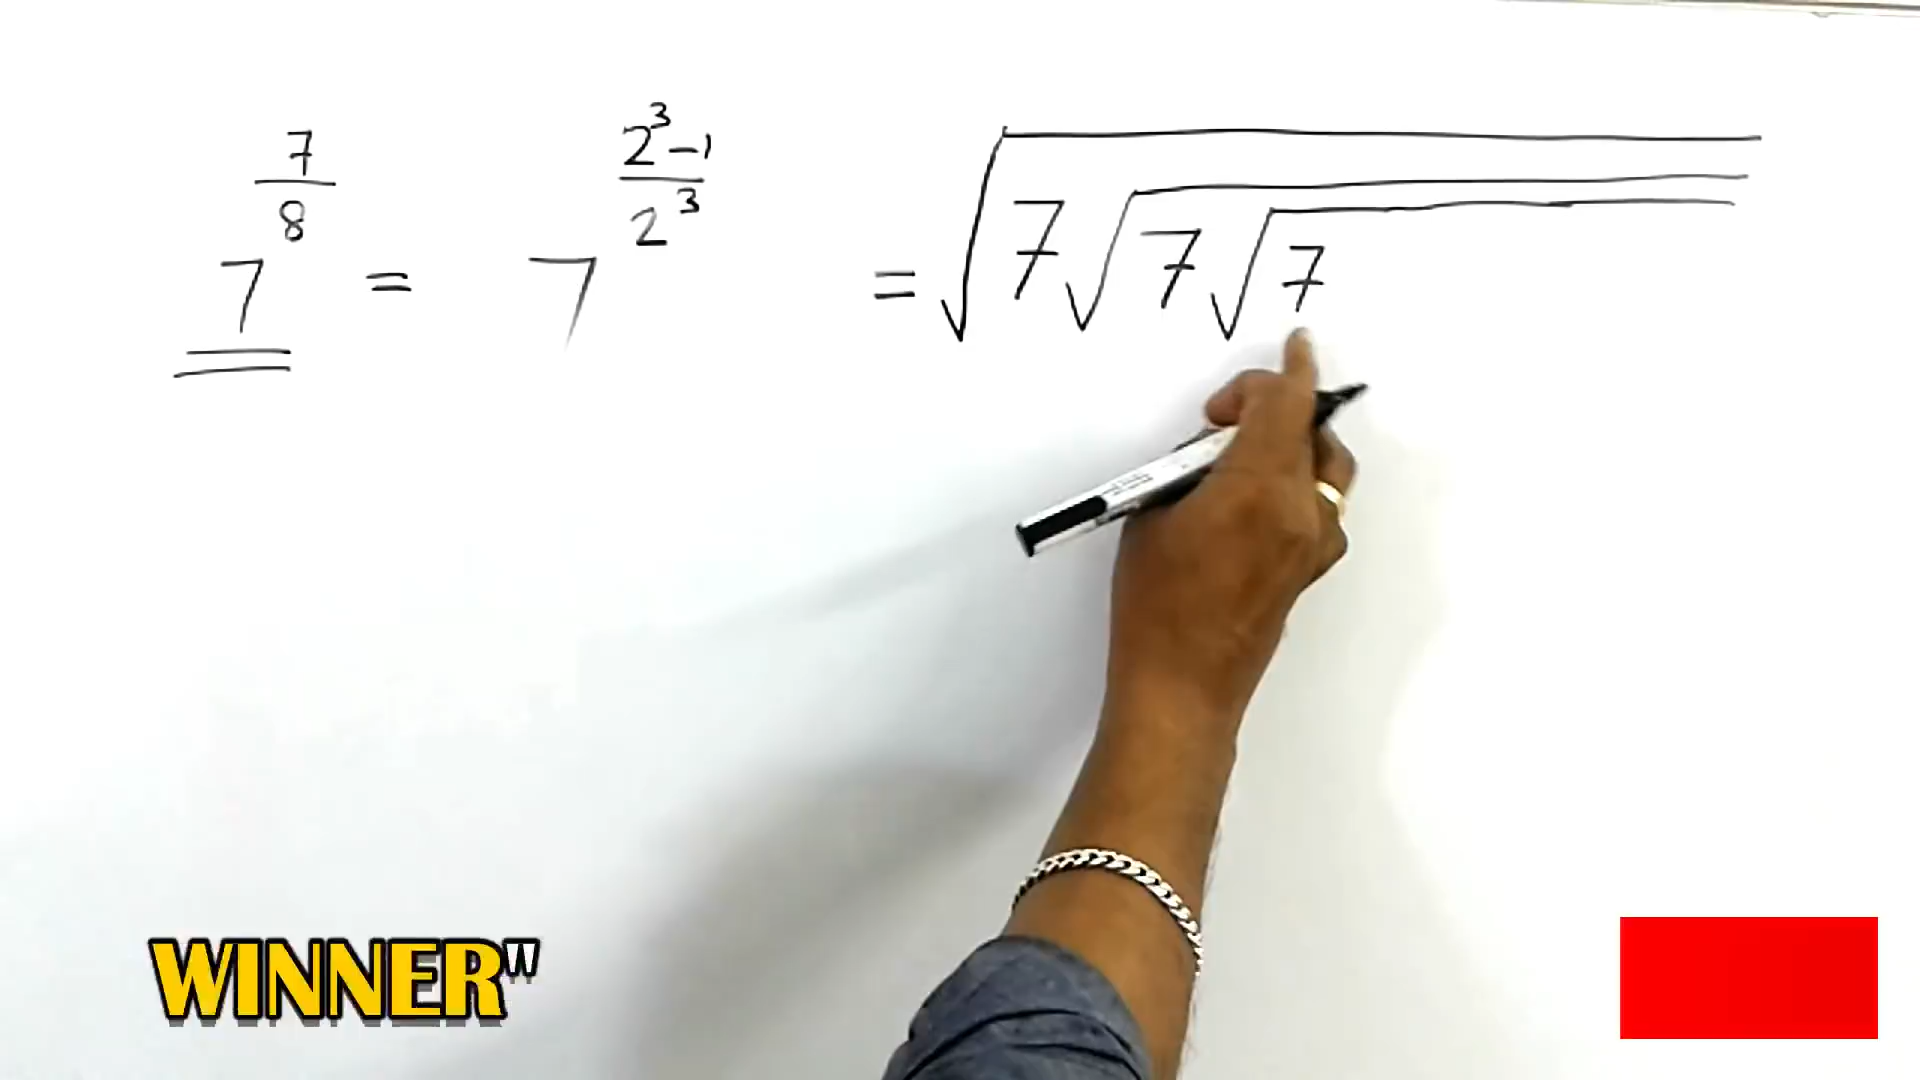 7^(7/8) = 7^((2^3-1)/2^3) = √(7√(7√7))
WINNER"